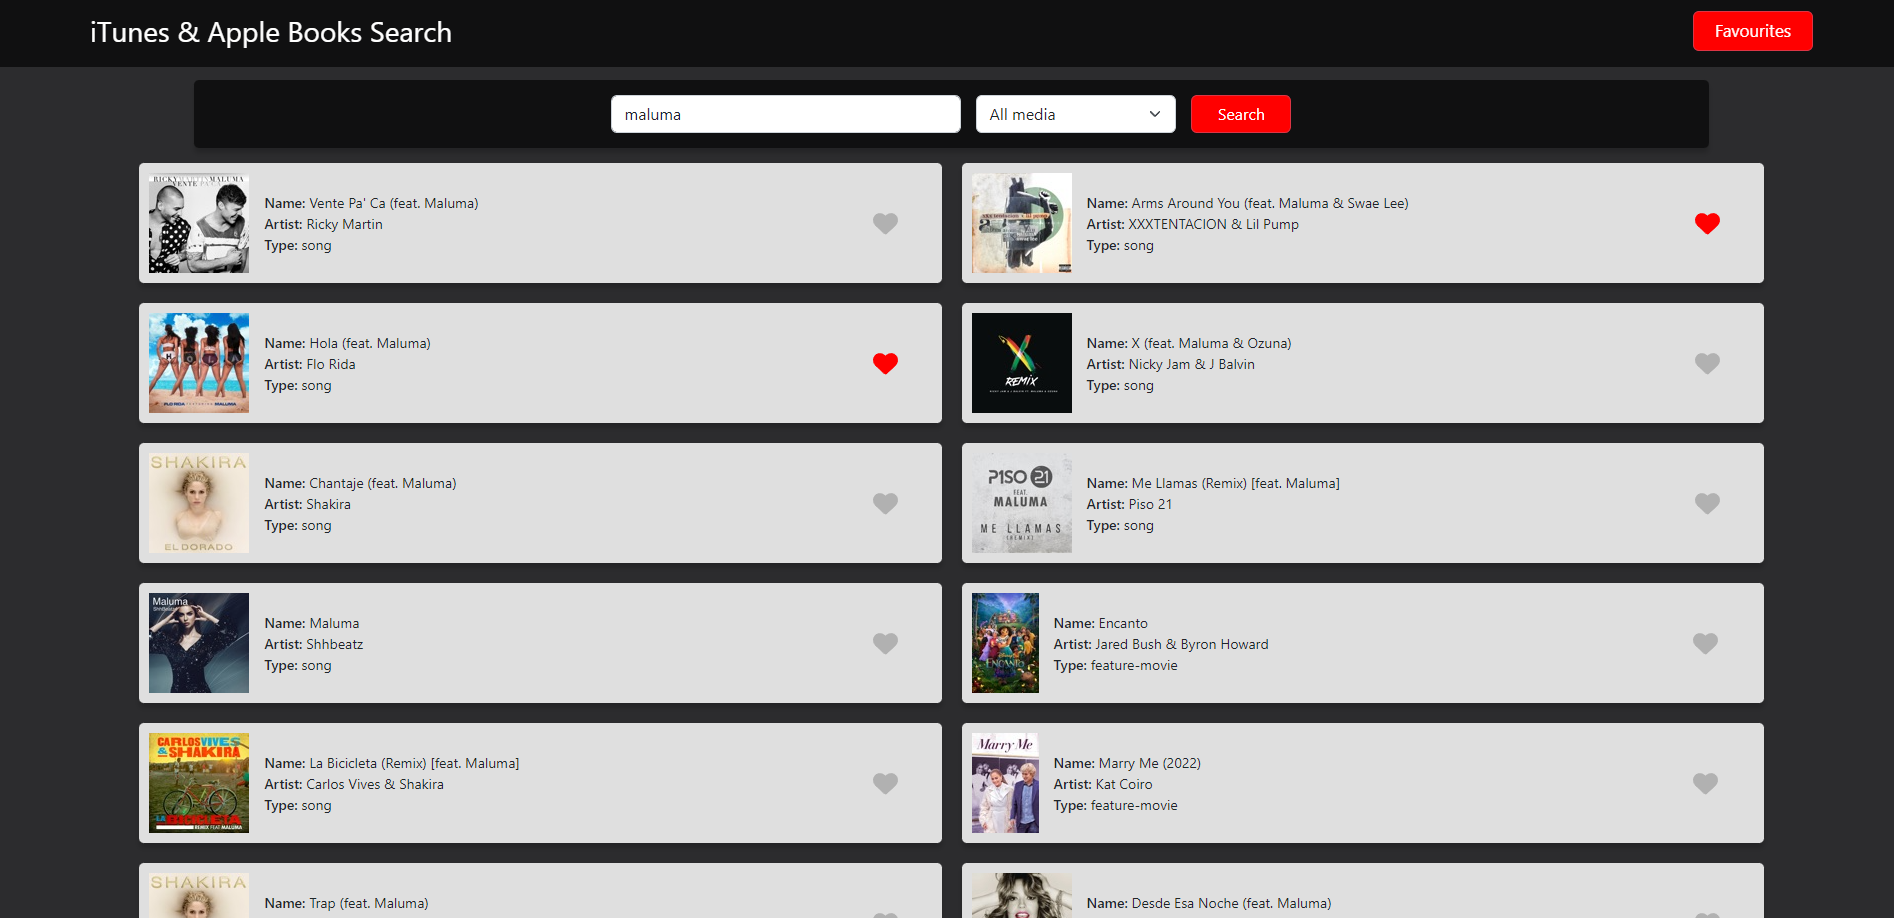 iTunes & Apple Books Search
Favourites
maluma
All media
Search
RICKY MARTIN MALUMA
VENTE PA' CA
Name: Vente Pa' Ca (feat. Maluma)
Artist: Ricky Martin
Type: song
Name: Arms Around You (feat. Maluma & Swae Lee)
Artist: XXXTENTACION & Lil Pump
Type: song
HOLA
FLO RIDA FEATURING MALUMA
Name: Hola (feat. Maluma)
Artist: Flo Rida
Type: song
X
REMIX
Name: X (feat. Maluma & Ozuna)
Artist: Nicky Jam & J Balvin
Type: song
SHAKIRA
EL DORADO
Name: Chantaje (feat. Maluma)
Artist: Shakira
Type: song
P1SO 21
FEAT.
MALUMA
ME LLAMAS
(REMIX)
Name: Me Llamas (Remix) [feat. Maluma]
Artist: Piso 21
Type: song
Maluma
Shhbeatz
Name: Maluma
Artist: Shhbeatz
Type: song
ENCANTO
Name: Encanto
Artist: Jared Bush & Byron Howard
Type: feature-movie
CARLOS VIVES
& SHAKIRA
LA BICICLETA
REMIX FEAT MALUMA
Name: La Bicicleta (Remix) [feat. Maluma]
Artist: Carlos Vives & Shakira
Type: song
Marry Me
Name: Marry Me (2022)
Artist: Kat Coiro
Type: feature-movie
SHAKIRA
Name: Trap (feat. Maluma)
Name: Desde Esa Noche (feat. Maluma)